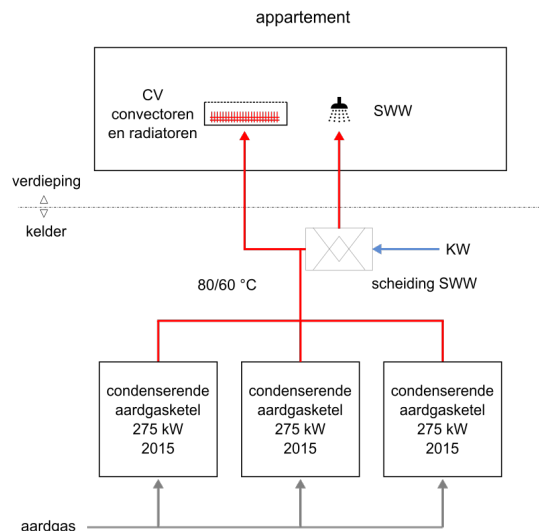 appartement
CV
convectoren
en radiatoren
SWW
verdieping
kelder
KW
80/60 °C
scheiding SWW
condenserende
aardgasketel
275 kW
2015
condenserende
aardgasketel
275 kW
2015
condenserende
aardgasketel
275 kW
2015
aardgas